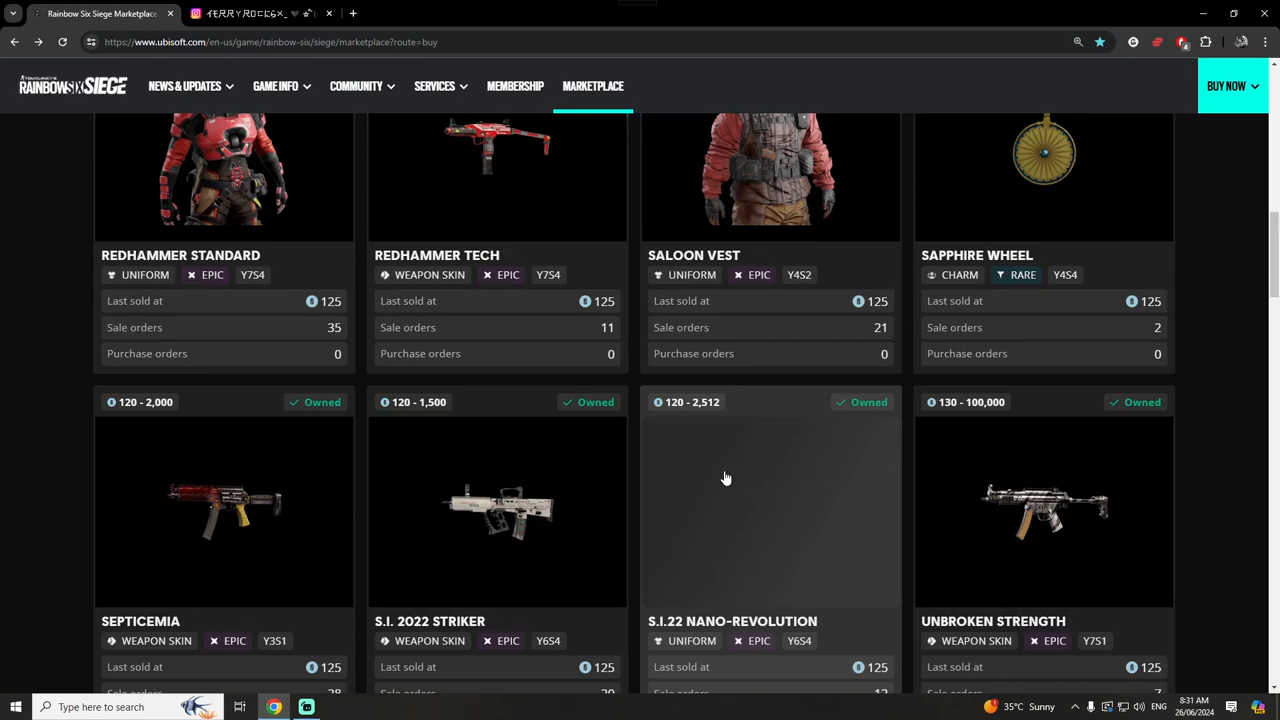 Rainbow Six Siege Marketplace
https://www.ubisoft.com/en-us/game/rainbow-six/siege/marketplace?route=buy
4
TOM CLANCY'S
RAINBOWSIX SIEGE
NEWS & UPDATES
GAME INFO
COMMUNITY
SERVICES
MEMBERSHIP
MARKETPLACE
BUY NOW
REDHAMMER STANDARD
UNIFORM EPIC Y7S4
Last sold at 125
Sale orders 35
Purchase orders 0
REDHAMMER TECH
WEAPON SKIN EPIC Y7S4
Last sold at 125
Sale orders 11
Purchase orders 0
SALOON VEST
UNIFORM EPIC Y4S2
Last sold at 125
Sale orders 21
Purchase orders 0
SAPPHIRE WHEEL
CHARM RARE Y4S4
Last sold at 125
Sale orders 2
Purchase orders 0
120 - 2,000 Owned
SEPTICEMIA
WEAPON SKIN EPIC Y3S1
Last sold at 125
120 - 1,500 Owned
S.I. 2022 STRIKER
WEAPON SKIN EPIC Y6S4
Last sold at 125
120 - 2,512 Owned
S.I.22 NANO-REVOLUTION
UNIFORM EPIC Y6S4
Last sold at 125
130 - 100,000 Owned
UNBROKEN STRENGTH
WEAPON SKIN EPIC Y7S1
Last sold at 125
Type here to search
35°C Sunny
ENG
8:31 AM
26/06/2024